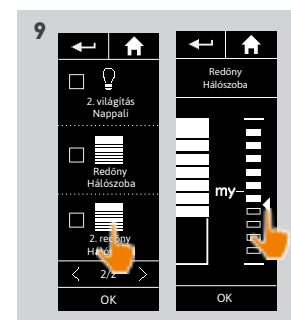 9
2. világítás
Nappali
Redőny
Hálószoba
2. redőny
2/2
OK
Redőny
Hálószoba
my
OK